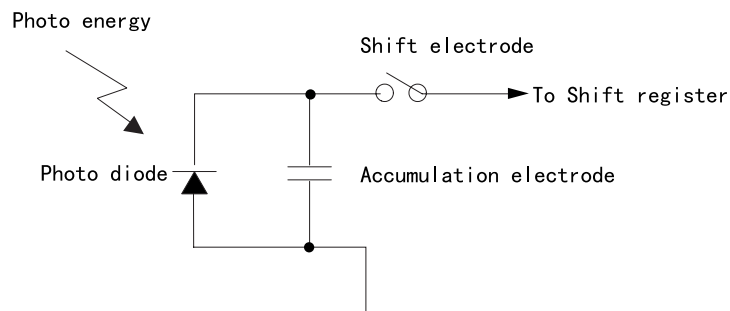 Photo energy
Shift electrode
To Shift register
Photo diode
Accumulation electrode